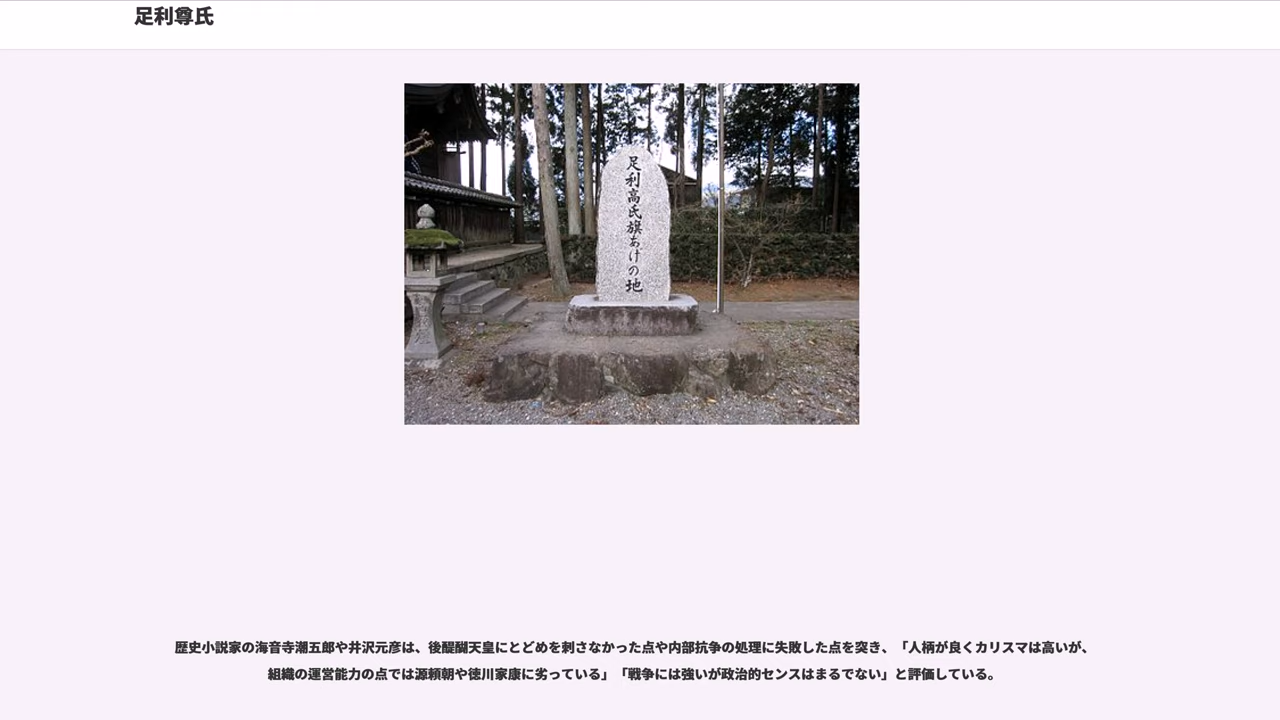 足利尊氏
足利高氏旗あげの地
歴史小説家の海音寺潮五郎や井沢元彦は、後醍醐天皇にとどめを刺さなかった点や内部抗争の処理に失敗した点を突き、「人柄が良くカリスマは高いが、
組織の運営能力の点では源頼朝や徳川家康に劣っている」「戦争には強いが政治的センスはまるでない」と評価している。